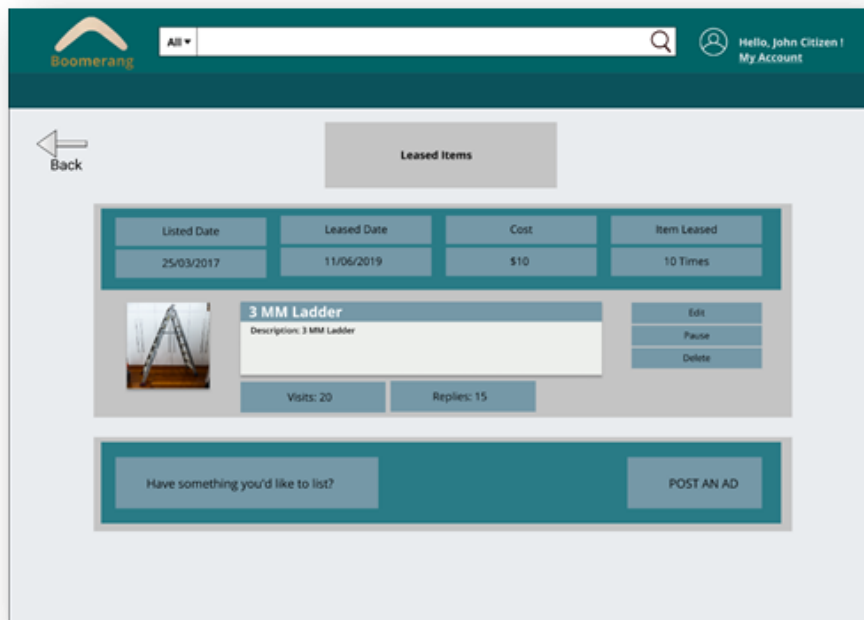 Boomerang
All
Hello, John Citizen !
My Account
Back
Leased Items
Listed Date
Leased Date
Cost
Item Leased
25/03/2017
11/06/2019
$10
10 Times
3 MM Ladder
Description: 3 MM Ladder
Edit
Pause
Delete
Visits: 20
Replies: 15
Have something you'd like to list?
POST AN AD